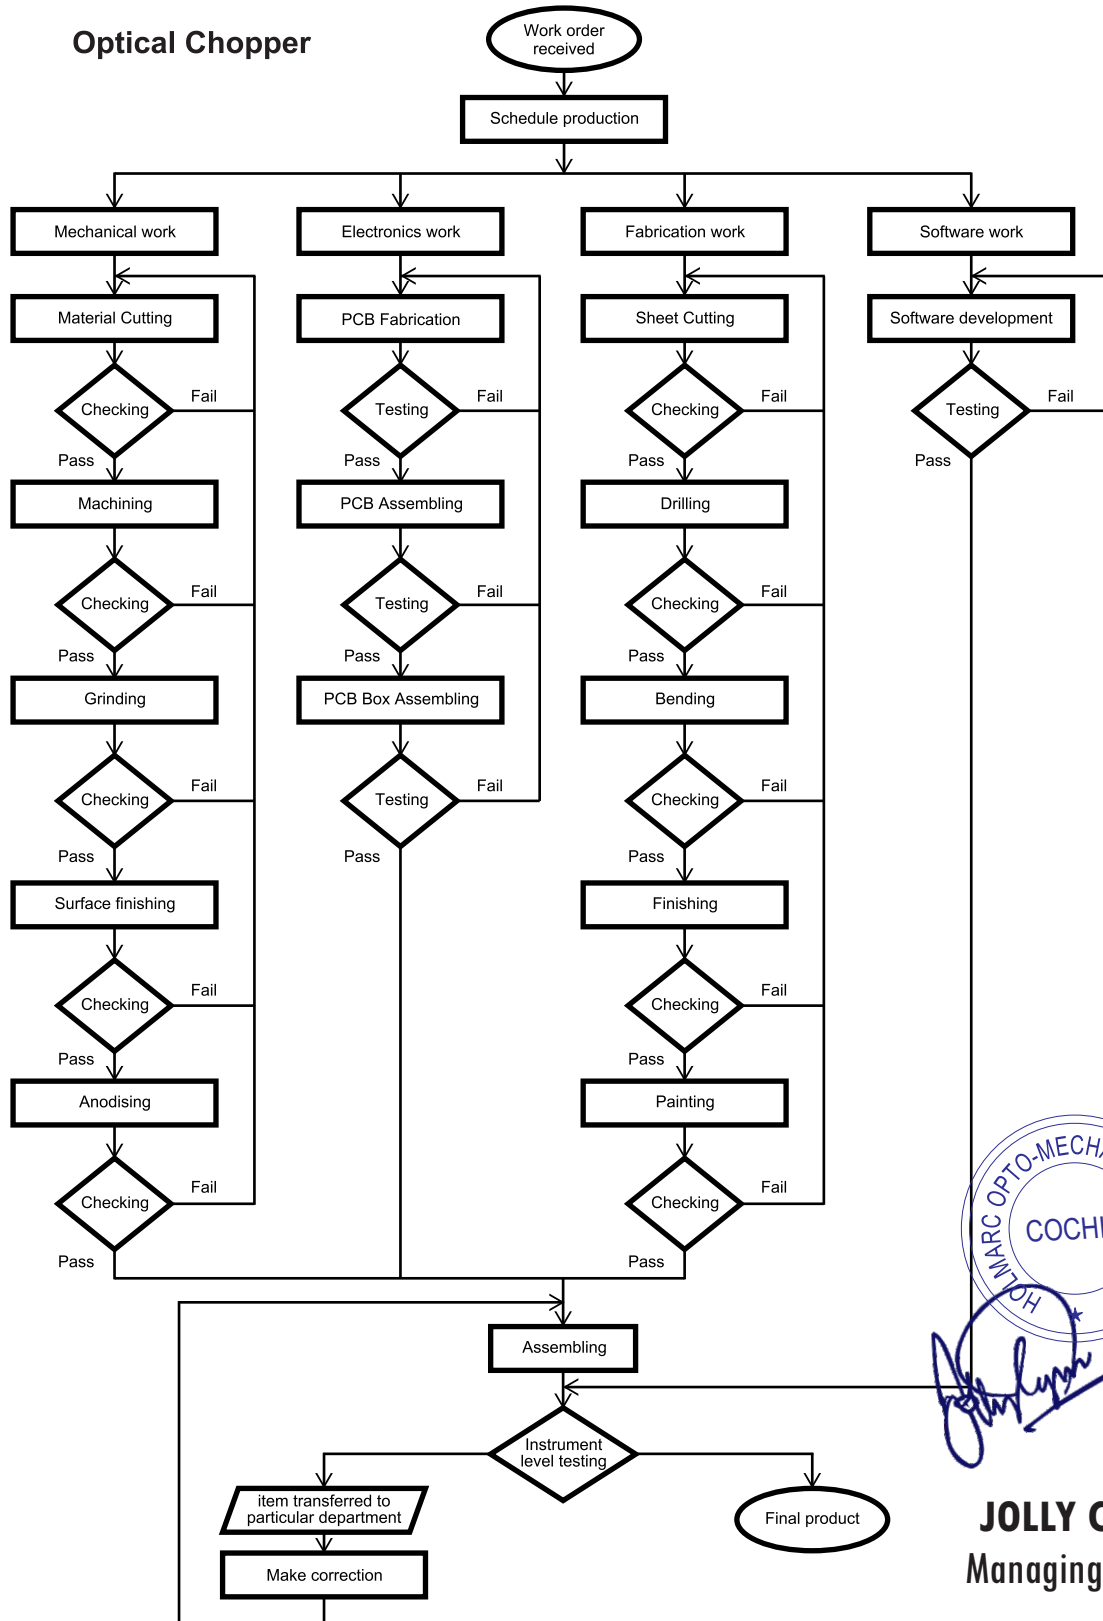 Optical Chopper
Work order
received
Schedule production
Mechanical work
Electronics work
Fabrication work
Software work
Material Cutting
PCB Fabrication
Sheet Cutting
Software development
Checking
Fail
Testing
Fail
Checking
Fail
Testing
Fail
Pass
Pass
Pass
Pass
Machining
PCB Assembling
Drilling
Checking
Fail
Testing
Fail
Checking
Fail
Pass
Pass
Pass
Grinding
PCB Box Assembling
Bending
Checking
Fail
Testing
Fail
Checking
Fail
Pass
Pass
Pass
Surface finishing
Finishing
Checking
Fail
Checking
Fail
Pass
Pass
Anodising
Painting
Checking
Fail
Checking
Fail
Pass
Pass
HOLMARC OPTO-MECHA
COCHI
Assembling
Instrument
level testing
item transferred to
particular department
Final product
Make correction
JOLLY C
Managing